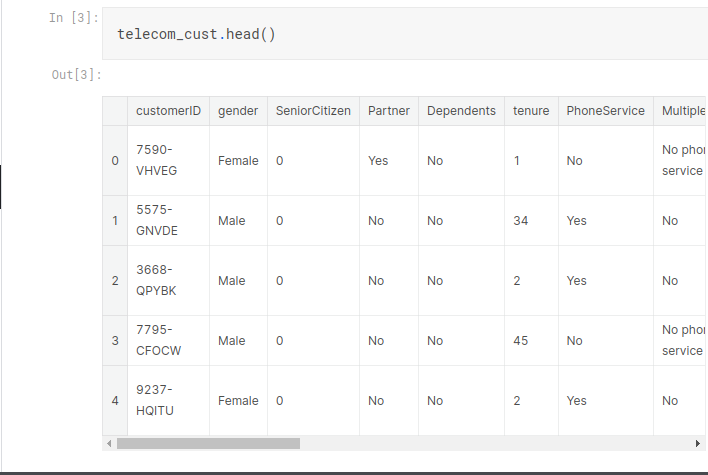 In [3]:
telecom_cust.head()
Out[3]:
customerID gender SeniorCitizen Partner Dependents tenure PhoneService Multiple
0 7590-VHVEG Female 0 Yes No 1 No No phon service
1 5575-GNVDE Male 0 No No 34 Yes No
2 3668-QPYBK Male 0 No No 2 Yes No
3 7795-CFOCW Male 0 No No 45 No No phon service
4 9237-HQITU Female 0 No No 2 Yes No